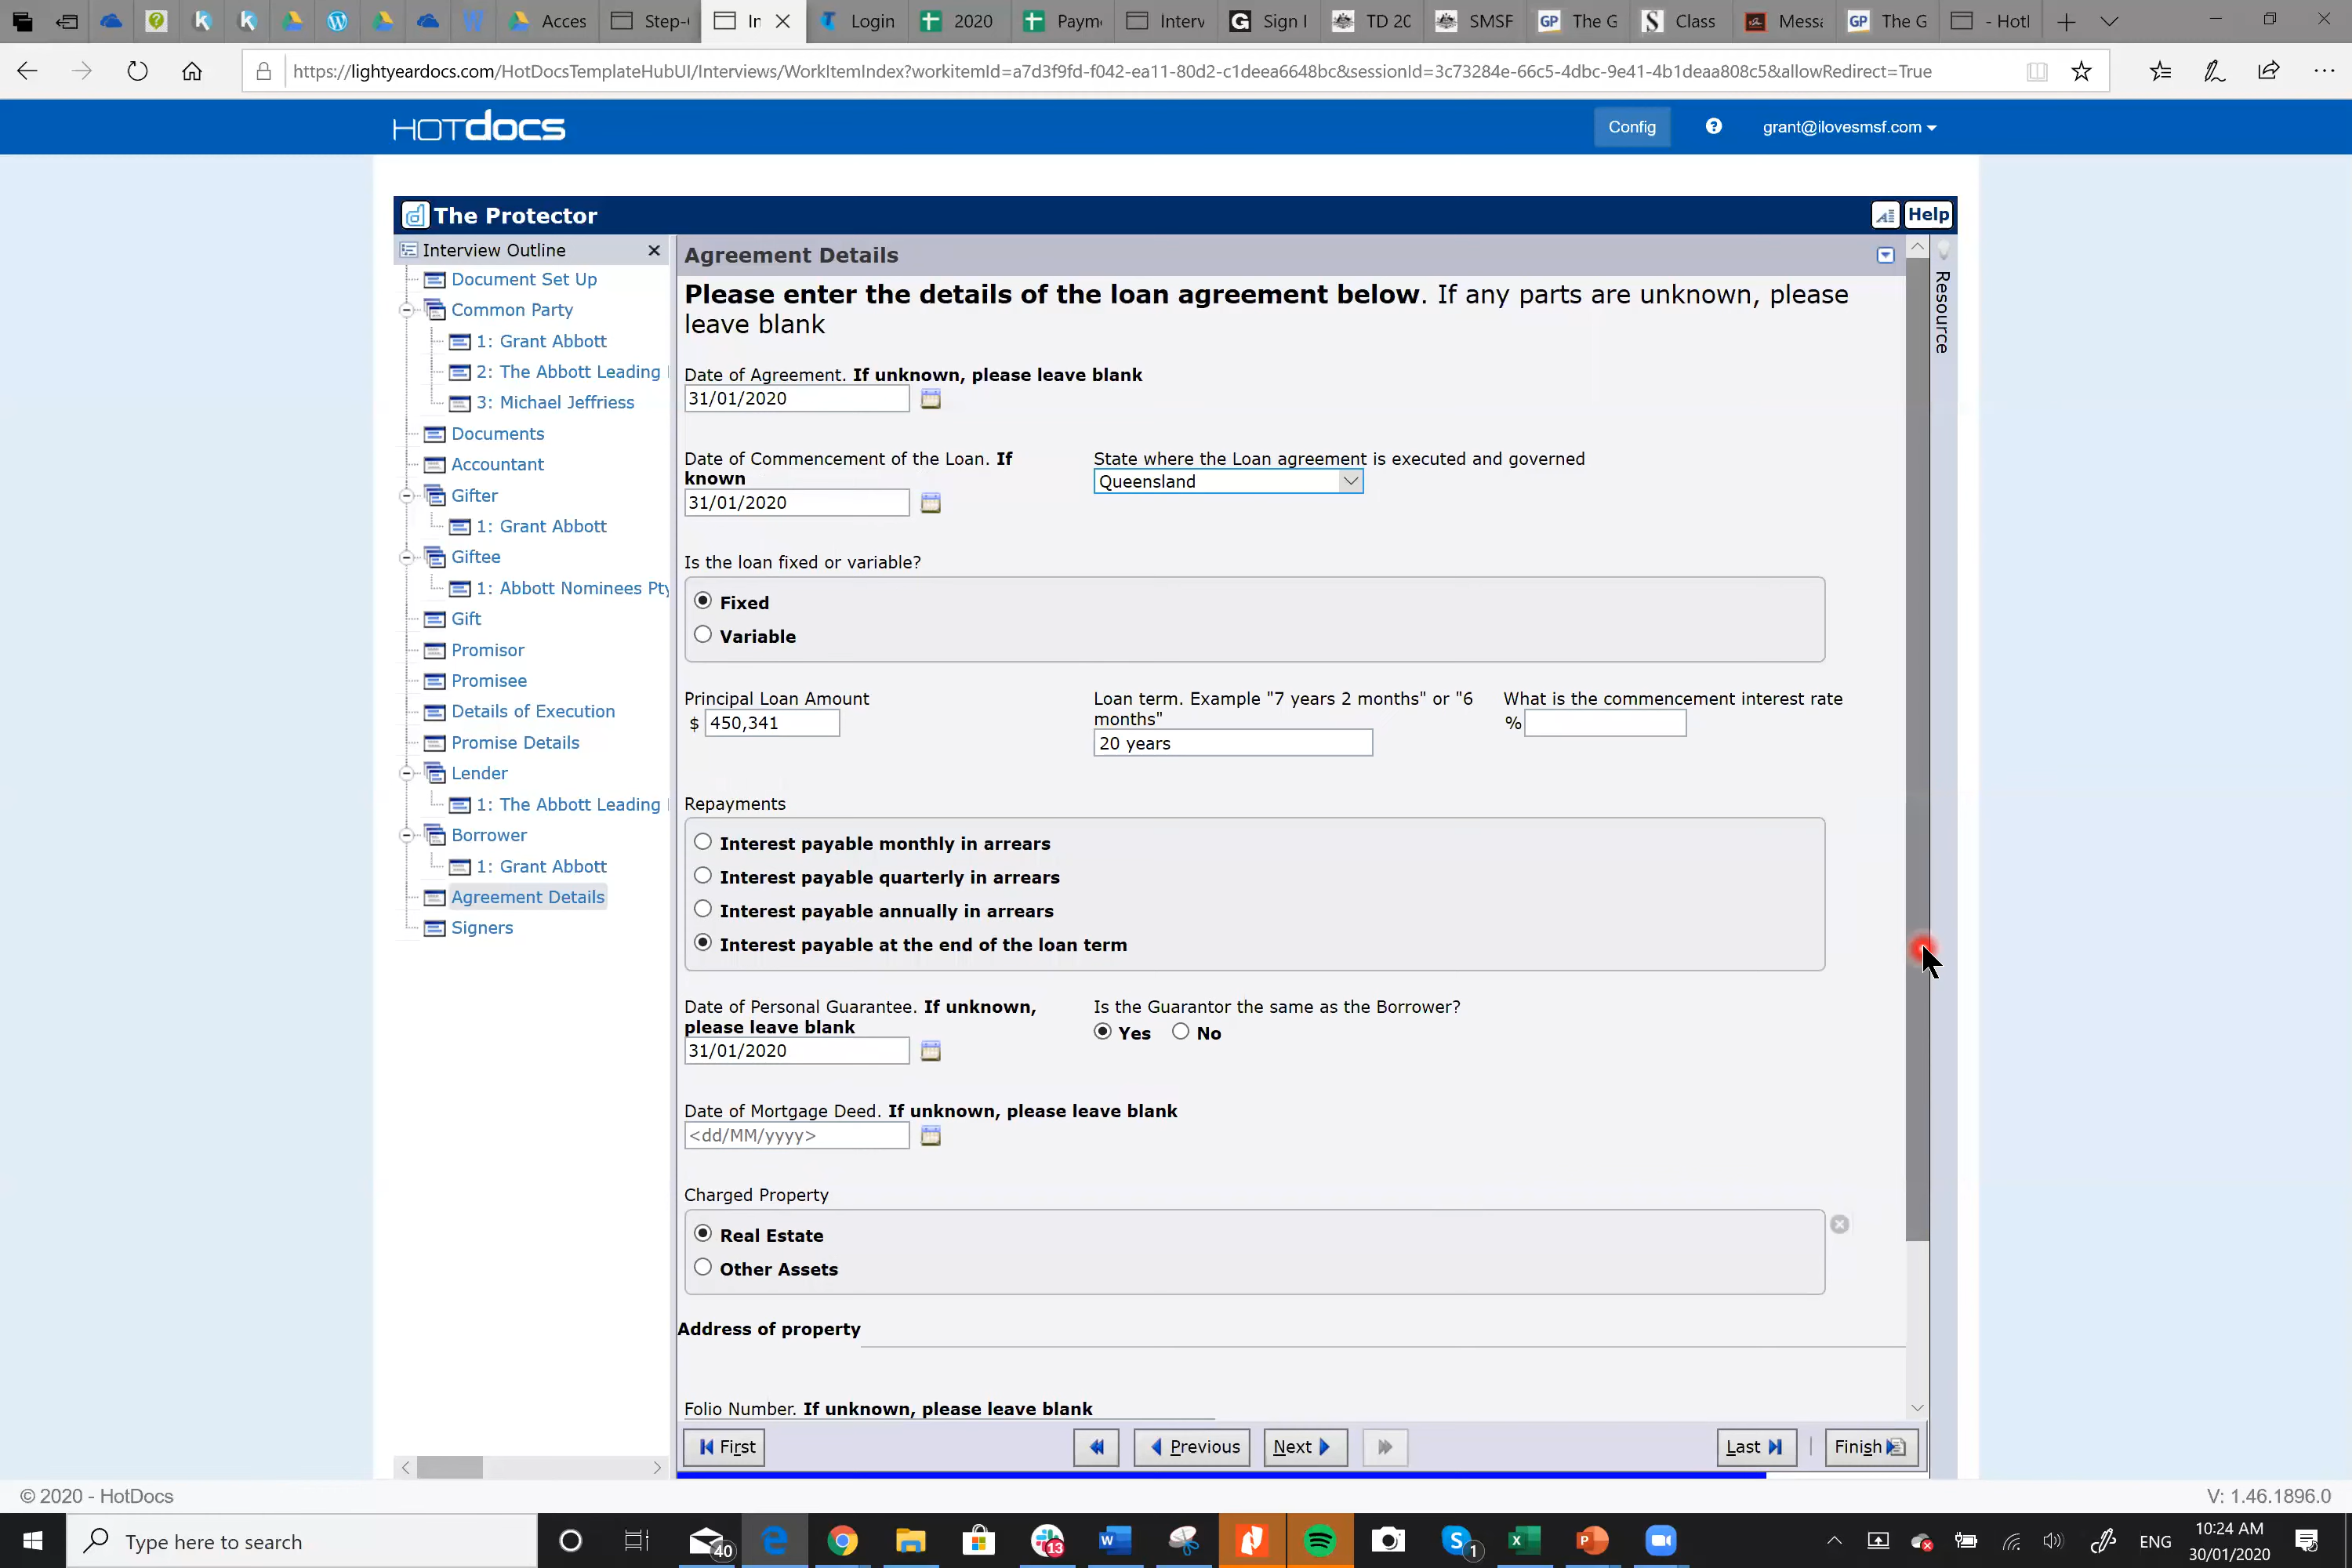 Acces
Step-
In
Login
2020
Payme
Interv
Sign I
TD 20
SMSF
GP The G
Class
Messa
GP The G
- Hotl
https://lightyeardocs.com/HotDocsTemplateHubUI/Interviews/WorkItemIndex?workitemId=a7d3f9fd-f042-ea11-80d2-c1deea6648bc&sessionId=3c73284e-66c5-4dbc-9e41-4b1deaa808c5&allowRedirect=True
HOTDOCS
Config
grant@ilovesmsf.com
The Protector
Help
Interview Outline
Document Set Up
Common Party
1: Grant Abbott
2: The Abbott Leading
3: Michael Jeffriess
Documents
Accountant
Gifter
1: Grant Abbott
Giftee
1: Abbott Nominees Pty
Gift
Promisor
Promisee
Details of Execution
Promise Details
Lender
1: The Abbott Leading
Borrower
1: Grant Abbott
Agreement Details
Signers
Agreement Details
Resource
Please enter the details of the loan agreement below. If any parts are unknown, please
leave blank
Date of Agreement. If unknown, please leave blank
31/01/2020
Date of Commencement of the Loan. If
known
31/01/2020
State where the Loan agreement is executed and governed
Queensland
Is the loan fixed or variable?
Fixed
Variable
Principal Loan Amount
$ 450,341
Loan term. Example "7 years 2 months" or "6
months"
20 years
What is the commencement interest rate
%
Repayments
Interest payable monthly in arrears
Interest payable quarterly in arrears
Interest payable annually in arrears
Interest payable at the end of the loan term
Date of Personal Guarantee. If unknown,
please leave blank
31/01/2020
Is the Guarantor the same as the Borrower?
Yes No
Date of Mortgage Deed. If unknown, please leave blank
<dd/MM/yyyy>
Charged Property
Real Estate
Other Assets
Address of property
Folio Number. If unknown, please leave blank
First
Previous
Next
Last
Finish
© 2020 - HotDocs
V: 1.46.1896.0
Type here to search
40
13
1
ENG
10:24 AM
30/01/2020